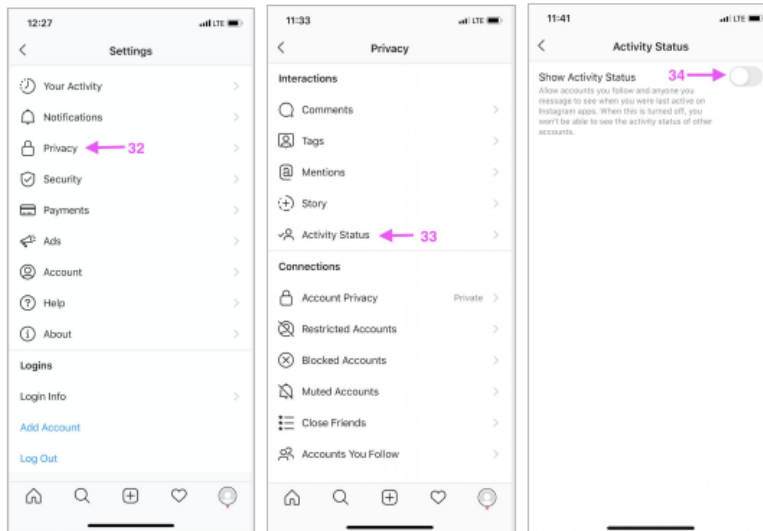 12:27
LTE
Settings
Your Activity
Notifications
Privacy
32
Security
Payments
Ads
Account
Help
About
Logins
Login Info
Add Account
Log Out
11:33
LTE
Privacy
Interactions
Comments
Tags
Mentions
Story
Activity Status
33
Connections
Account Privacy Private
Restricted Accounts
Blocked Accounts
Muted Accounts
Close Friends
Accounts You Follow
11:41
LTE
Activity Status
Show Activity Status 34
Allow accounts you follow and anyone you
message to see when you were last active on
Instagram apps. When this is turned off, you
won't be able to see the activity status of other
accounts.